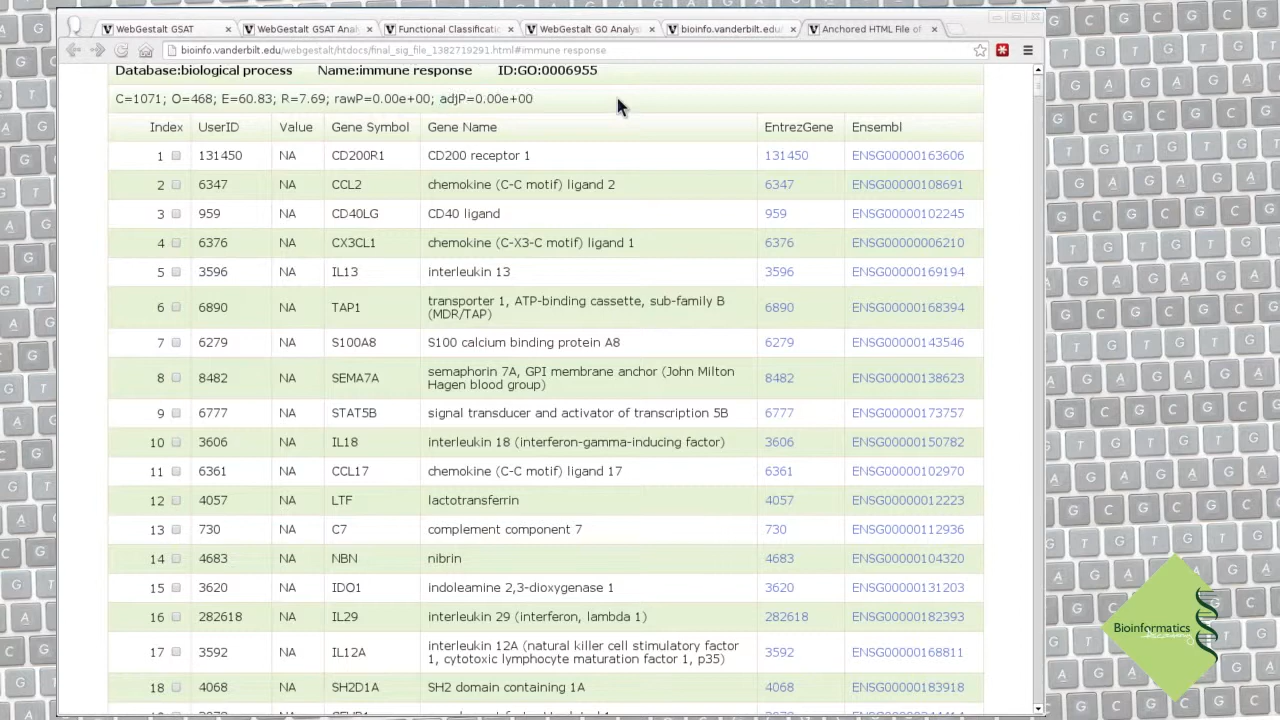 WebGestalt GSAT
WebGestalt GSAT Anal
Functional Classificati
WebGestalt GO Analys
bioinfo.vanderbilt.edu/
Anchored HTML File of
bioinfo.vanderbilt.edu/webgestalt/htdocs/final_sig_file_1382719291.html#immune response
Database:biological process Name:immune response ID:GO:0006955
C=1071; O=468; E=60.83; R=7.69; rawP=0.00e+00; adjP=0.00e+00
Index UserID Value Gene Symbol Gene Name EntrezGene Ensembl
1 131450 NA CD200R1 CD200 receptor 1 131450 ENSG00000163606
2 6347 NA CCL2 chemokine (C-C motif) ligand 2 6347 ENSG00000108691
3 959 NA CD40LG CD40 ligand 959 ENSG00000102245
4 6376 NA CX3CL1 chemokine (C-X3-C motif) ligand 1 6376 ENSG00000006210
5 3596 NA IL13 interleukin 13 3596 ENSG00000169194
6 6890 NA TAP1 transporter 1, ATP-binding cassette, sub-family B
(MDR/TAP) 6890 ENSG00000168394
7 6279 NA S100A8 S100 calcium binding protein A8 6279 ENSG00000143546
8 8482 NA SEMA7A semaphorin 7A, GPI membrane anchor (John Milton
Hagen blood group) 8482 ENSG00000138623
9 6777 NA STAT5B signal transducer and activator of transcription 5B 6777 ENSG00000173757
10 3606 NA IL18 interleukin 18 (interferon-gamma-inducing factor) 3606 ENSG00000150782
11 6361 NA CCL17 chemokine (C-C motif) ligand 17 6361 ENSG00000102970
12 4057 NA LTF lactotransferrin 4057 ENSG00000012223
13 730 NA C7 complement component 7 730 ENSG00000112936
14 4683 NA NBN nibrin 4683 ENSG00000104320
15 3620 NA IDO1 indoleamine 2,3-dioxygenase 1 3620 ENSG00000131203
16 282618 NA IL29 interleukin 29 (interferon, lambda 1) 282618 ENSG00000182393
17 3592 NA IL12A interleukin 12A (natural killer cell stimulatory factor
1, cytotoxic lymphocyte maturation factor 1, p35) 3592 ENSG00000168811
18 4068 NA SH2D1A SH2 domain containing 1A 4068 ENSG00000183918
Bioinformatics